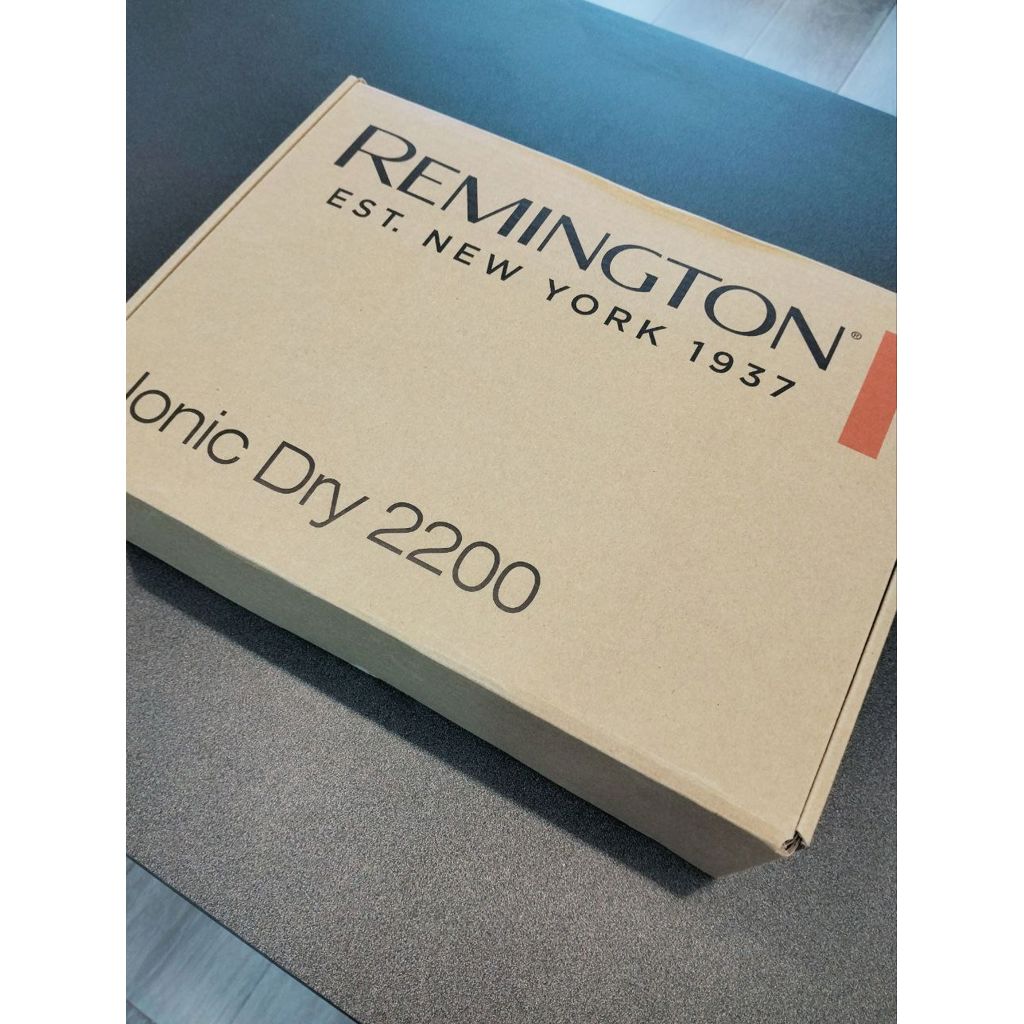 REMINGTON®
EST. NEW YORK 1937
Ionic Dry 2200